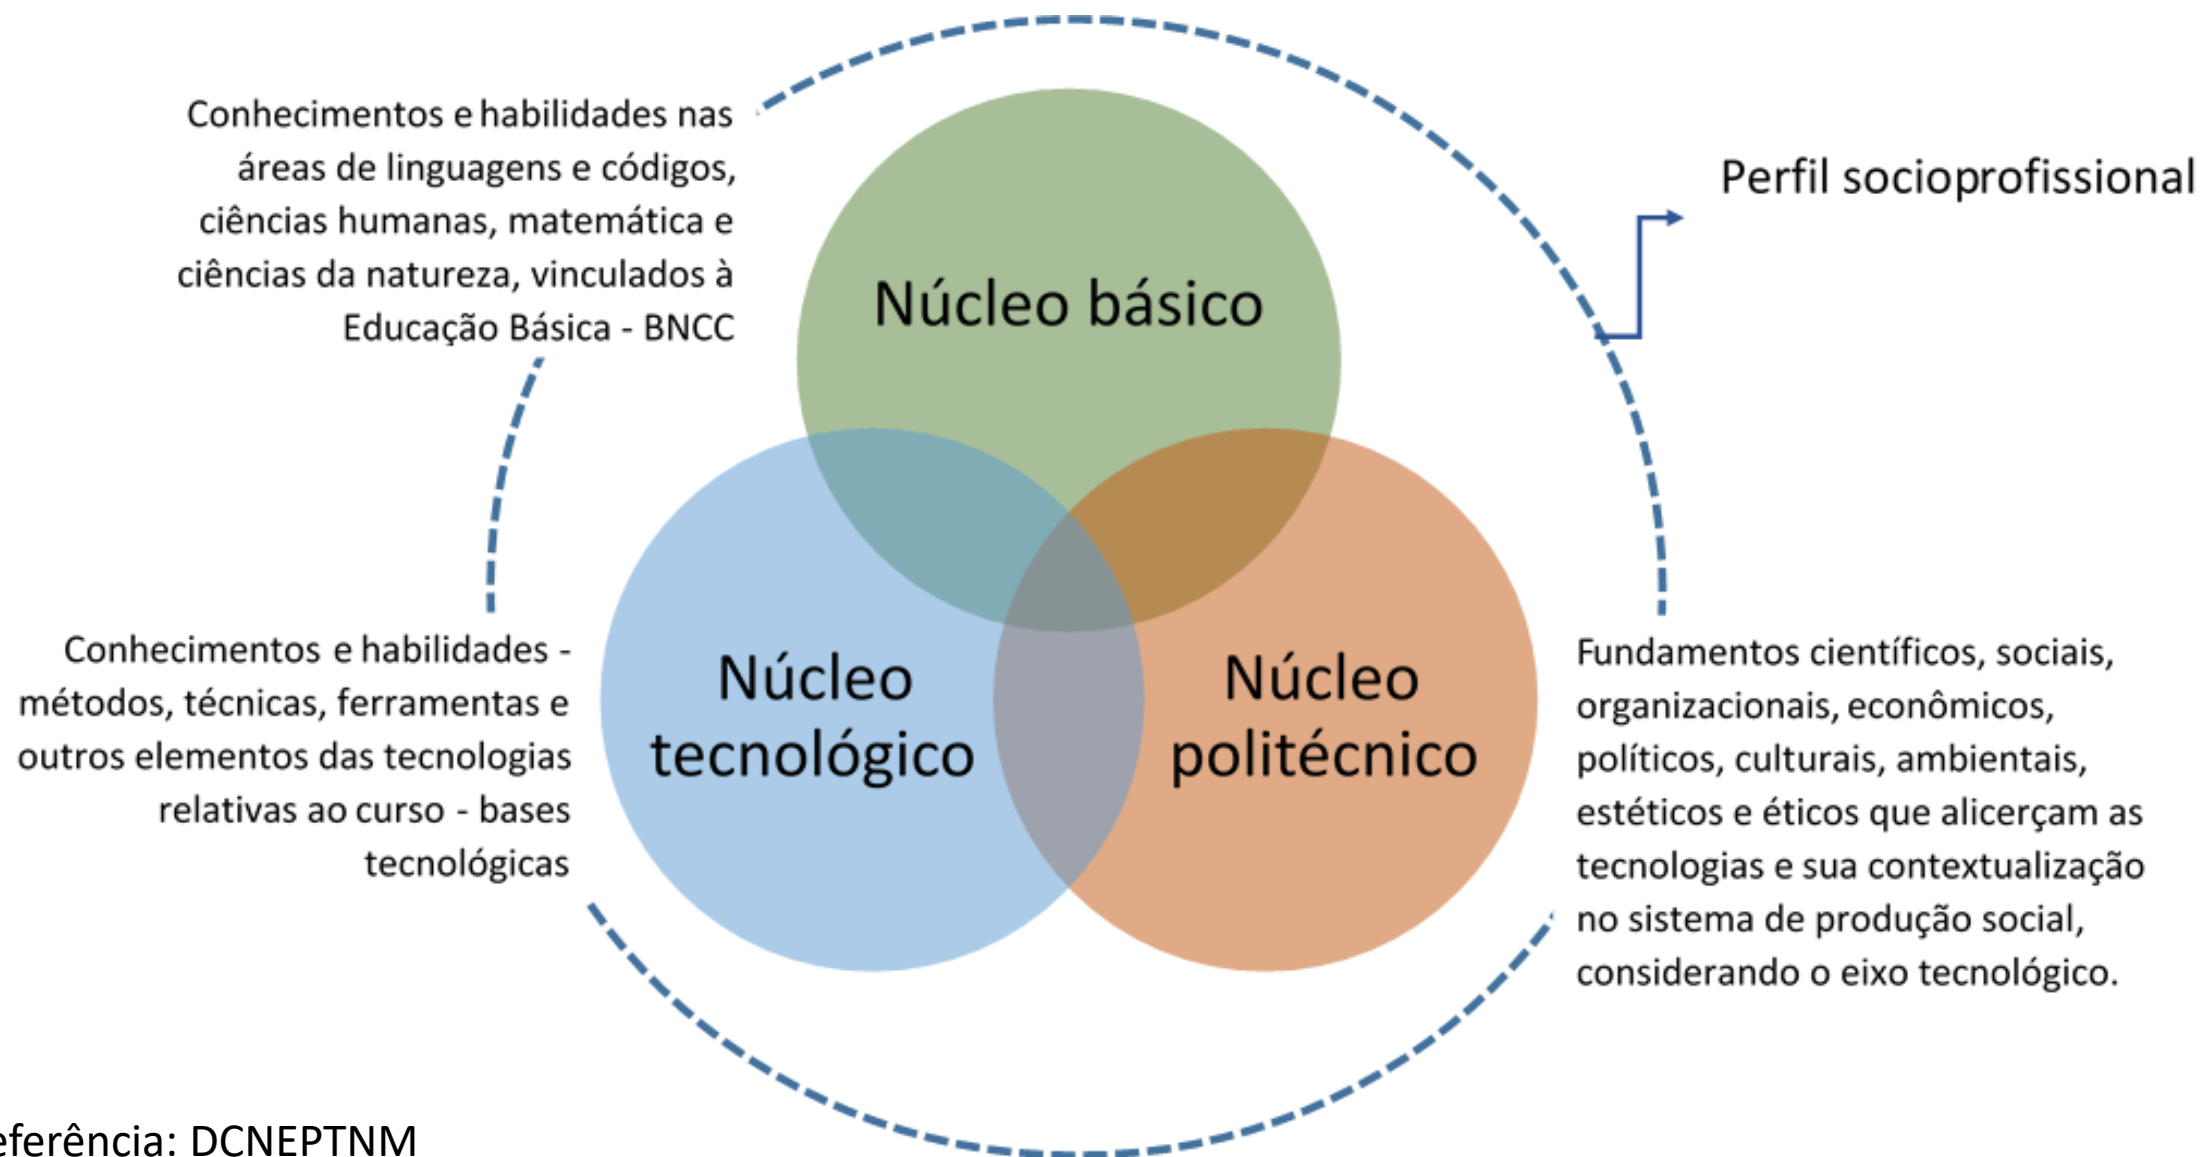 Conhecimentos e habilidades nas
áreas de linguagens e códigos,
ciências humanas, matemática e
ciências da natureza, vinculados à
Educação Básica - BNCC
Perfil socioprofissional
Núcleo básico
Conhecimentos e habilidades -
métodos, técnicas, ferramentas e
outros elementos das tecnologias
relativas ao curso - bases
tecnológicas
Núcleo
tecnológico
Núcleo
politécnico
Fundamentos científicos, sociais,
organizacionais, econômicos,
políticos, culturais, ambientais,
estéticos e éticos que alicerçam as
tecnologias e sua contextualização
no sistema de produção social,
considerando o eixo tecnológico.
eferência: DCNEPTNM